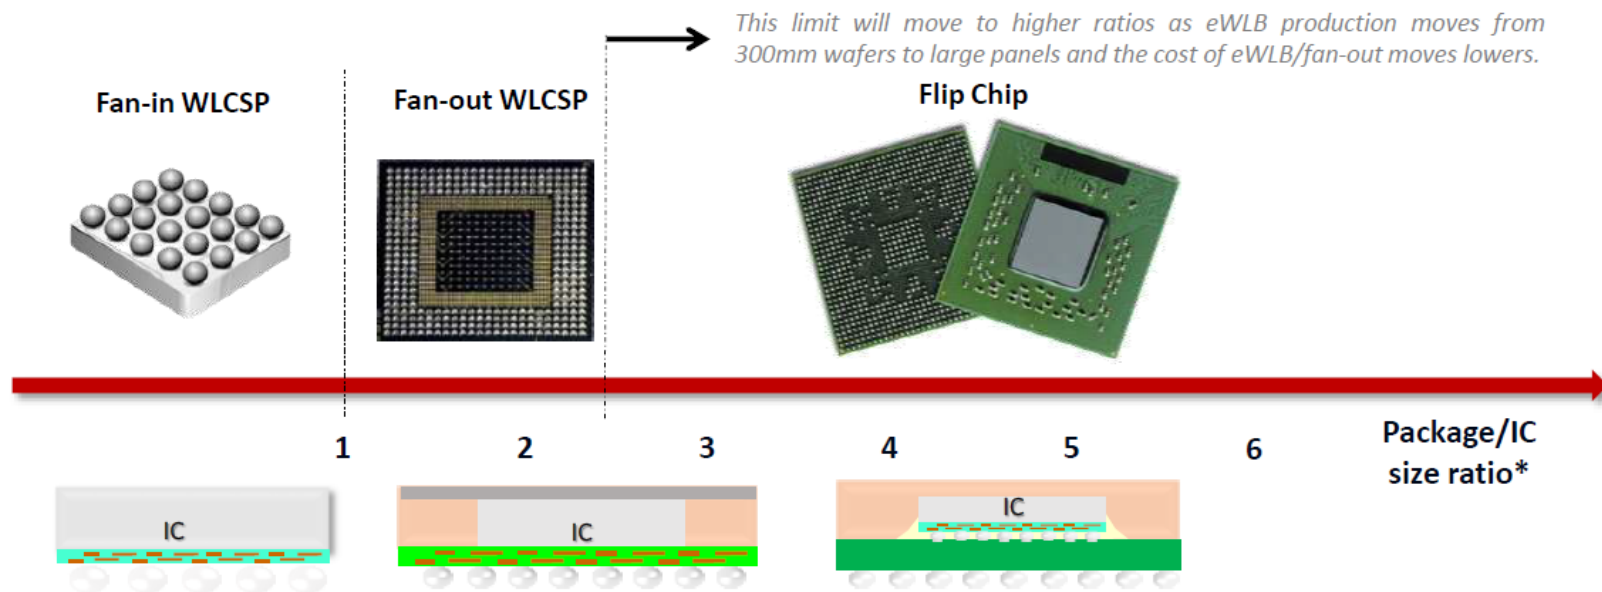 This limit will move to higher ratios as eWLB production moves from
300mm wafers to large panels and the cost of eWLB/fan-out moves lowers.
Fan-in WLCSP
Fan-out WLCSP
Flip Chip
1
2
3
4
5
6
Package/IC
size ratio*
IC
IC
IC